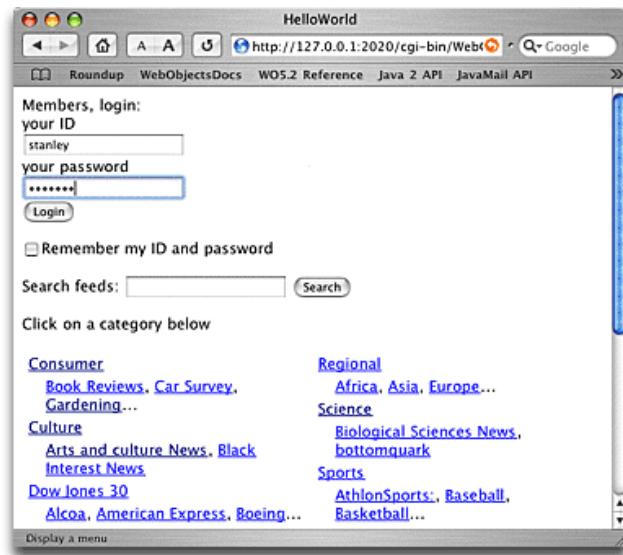 HelloWorld
A A http://127.0.0.1:2020/cgi-bin/Web Q- Google
Roundup WebObjectsDocs WO5.2 Reference Java 2 API JavaMail API »
Members, login:
your ID
stanley
your password
•••••••
Login
Remember my ID and password
Search feeds: Search
Click on a category below
Consumer
Book Reviews, Car Survey,
Gardening...
Culture
Arts and culture News, Black
Interest News
Dow Jones 30
Alcoa, American Express, Boeing...
Regional
Africa, Asia, Europe...
Science
Biological Sciences News,
bottomquark
Sports
AthlonSports:, Baseball,
Basketball...
Display a menu